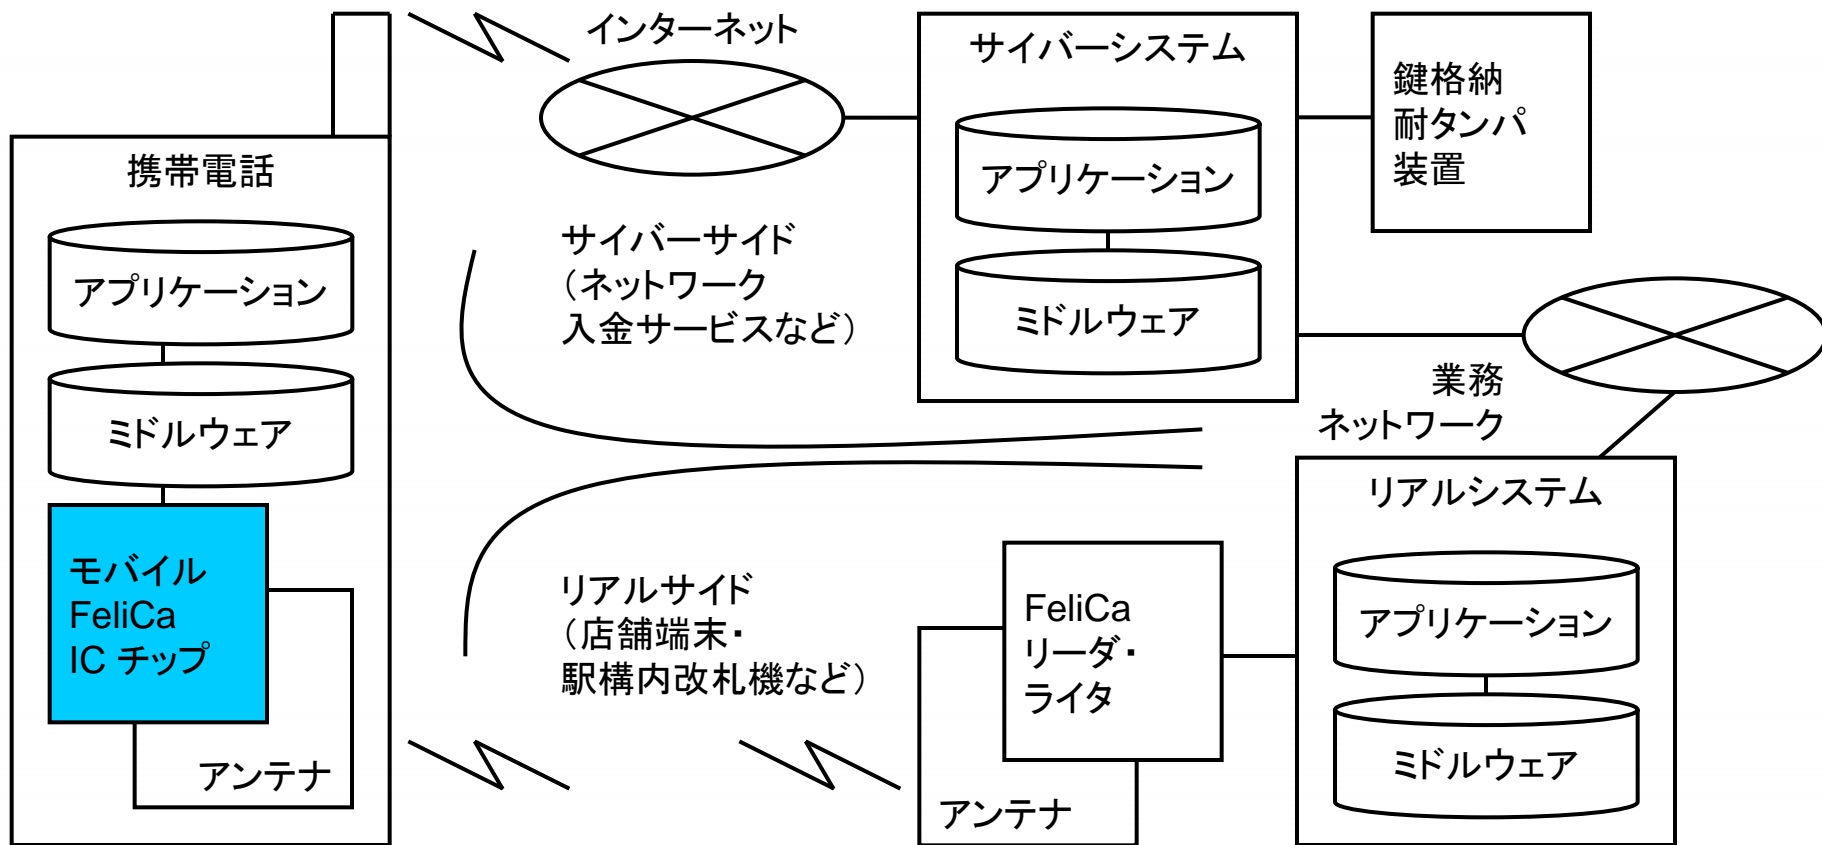 インターネット
サイバーシステム
鍵格納
耐タンパ
装置
携帯電話
アプリケーション
ミドルウェア
モバイル
FeliCa
IC チップ
アンテナ
サイバーサイド
（ネットワーク
入金サービスなど）
アプリケーション
ミドルウェア
業務
ネットワーク
リアルサイド
（店舗端末・
駅構内改札機など）
FeliCa
リーダ・
ライタ
アンテナ
リアルシステム
アプリケーション
ミドルウェア